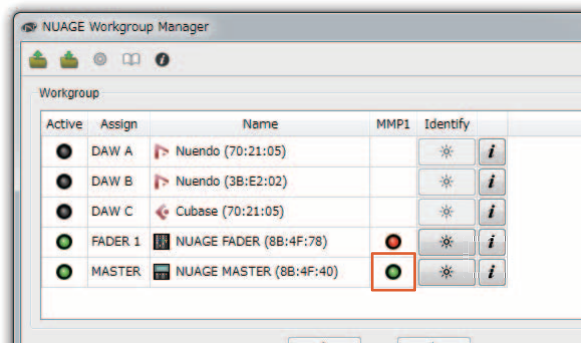 NUAGE Workgroup Manager
Workgroup
Active Assign Name MMP1 Identify
DAW A Nuendo (70:21:05) i
DAW B Nuendo (3B:E2:02) i
DAW C Cubase (70:21:05) i
FADER 1 NUAGE FADER (8B:4F:78) i
MASTER NUAGE MASTER (8B:4F:40) i